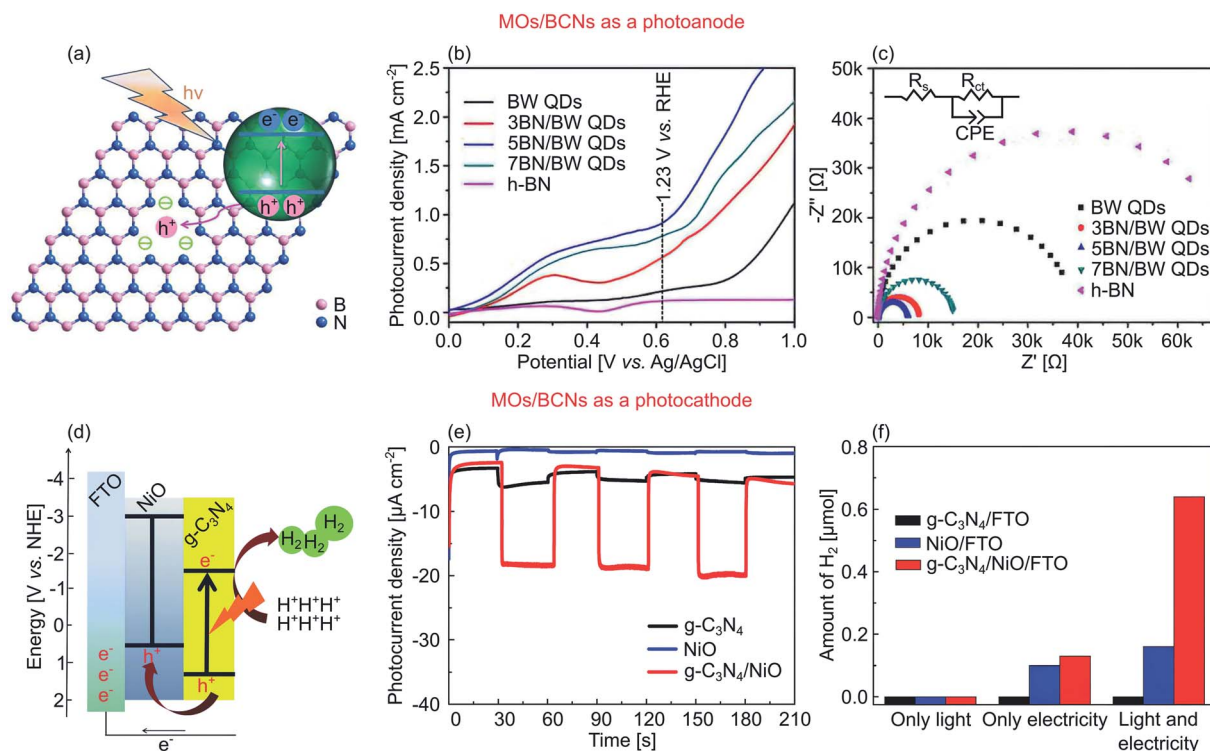 MOs/BCNs as a photoanode
(a)
hν
e⁻ e⁻
h⁺ h⁺
h⁺
⊖
⊖ ⊖
B
N
(b)
Photocurrent density [mA cm⁻²]
2.5
2.0
1.5
1.0
0.5
0.0
BW QDs
3BN/BW QDs
5BN/BW QDs
7BN/BW QDs
h-BN
1.23 V vs. RHE
0.0 0.2 0.4 0.6 0.8 1.0
Potential [V vs. Ag/AgCl]
(c)
-Z'' [Ω]
50k
40k
30k
20k
10k
0
Rs
Rct
CPE
BW QDs
3BN/BW QDs
5BN/BW QDs
7BN/BW QDs
h-BN
0 10k 20k 30k 40k 50k 60k
Z' [Ω]
MOs/BCNs as a photocathode
(d)
Energy [V vs. NHE]
-4
-3
-2
-1
0
1
2
FTO
NiO
g-C₃N₄
e⁻
H₂ H₂ H₂
H⁺H⁺H⁺
H⁺H⁺H⁺
e⁻
e⁻
e⁻
h⁺
h⁺
e⁻
(e)
Photocurrent density [μA cm⁻²]
0
-10
-20
-30
-40
g-C₃N₄
NiO
g-C₃N₄/NiO
0 30 60 90 120 150 180 210
Time [s]
(f)
Amount of H₂ [μmol]
0.8
0.6
0.4
0.2
0.0
g-C₃N₄/FTO
NiO/FTO
g-C₃N₄/NiO/FTO
Only light
Only electricity
Light and
electricity